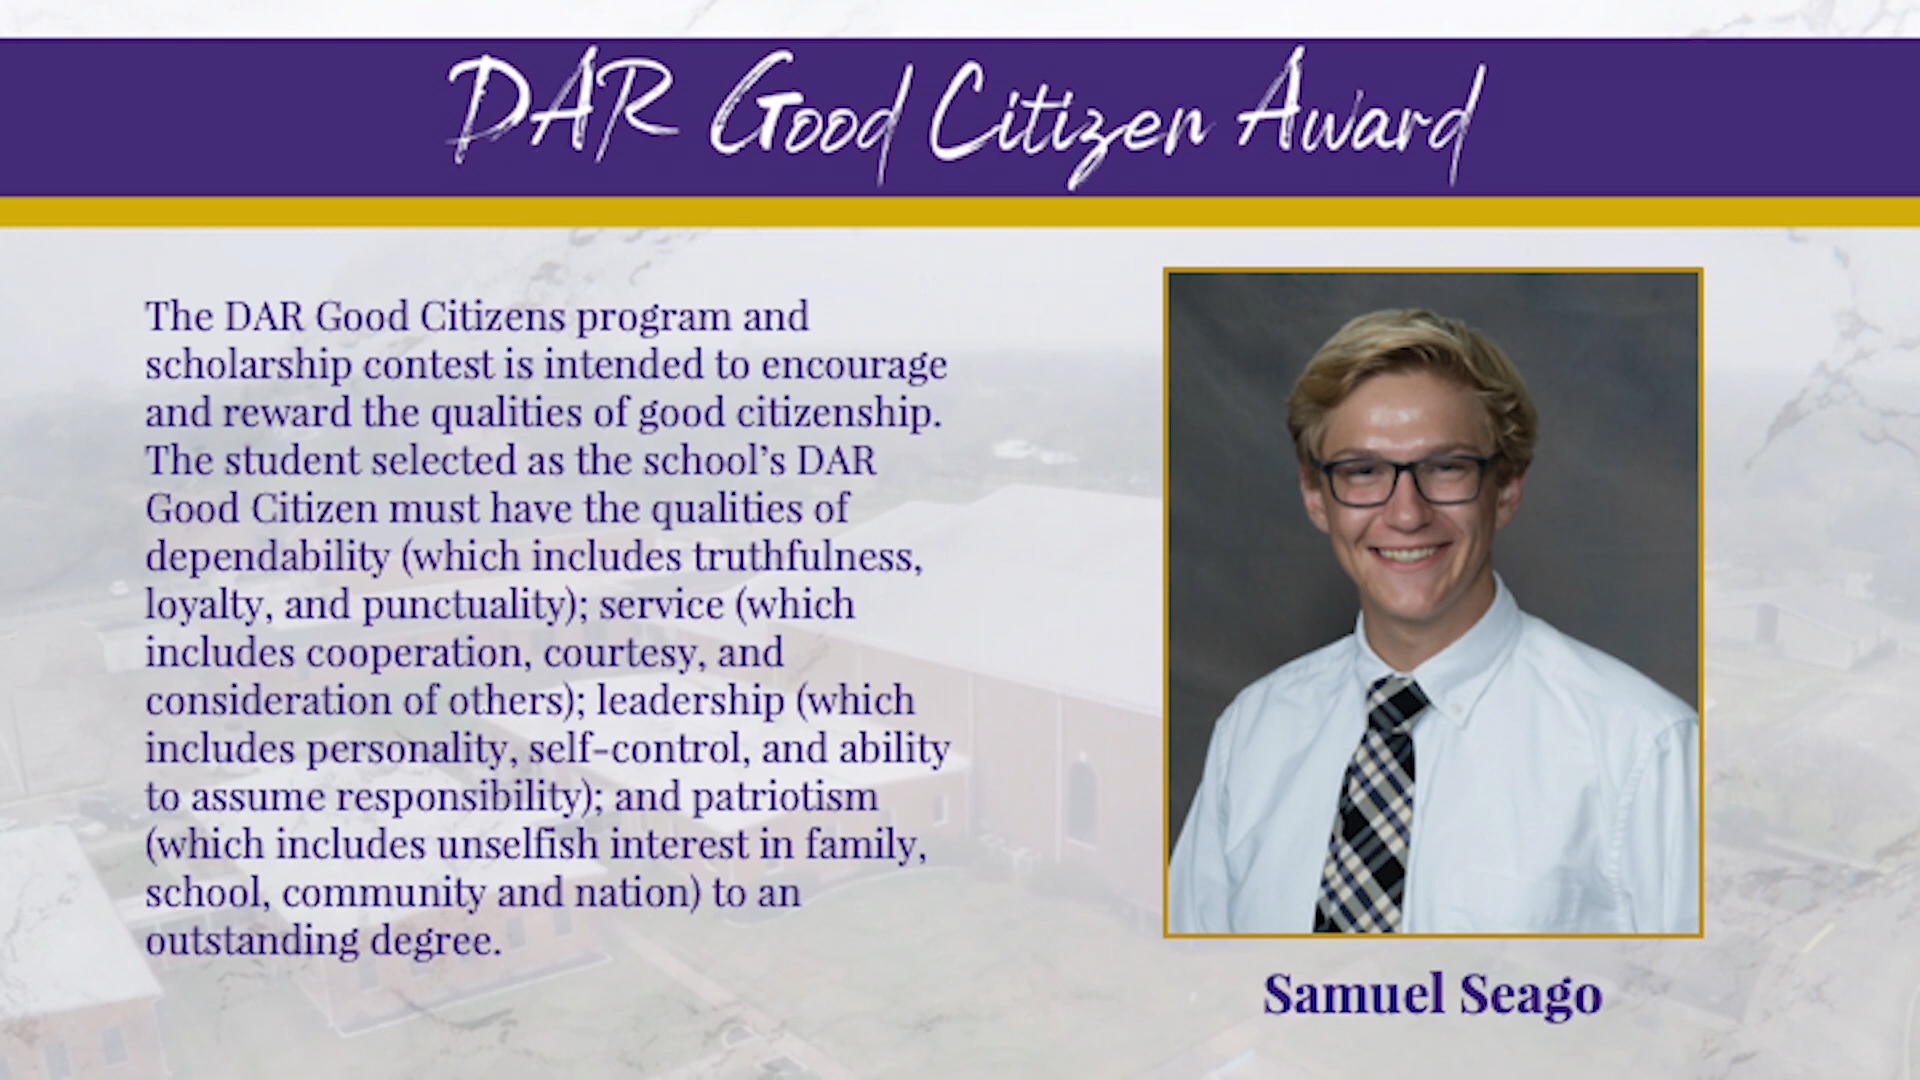 DAR Good Citizen Award
The DAR Good Citizens program and
scholarship contest is intended to encourage
and reward the qualities of good citizenship.
The student selected as the school’s DAR
Good Citizen must have the qualities of
dependability (which includes truthfulness,
loyalty, and punctuality); service (which
includes cooperation, courtesy, and
consideration of others); leadership (which
includes personality, self-control, and ability
to assume responsibility); and patriotism
(which includes unselfish interest in family,
school, community and nation) to an
outstanding degree.
Samuel Seago